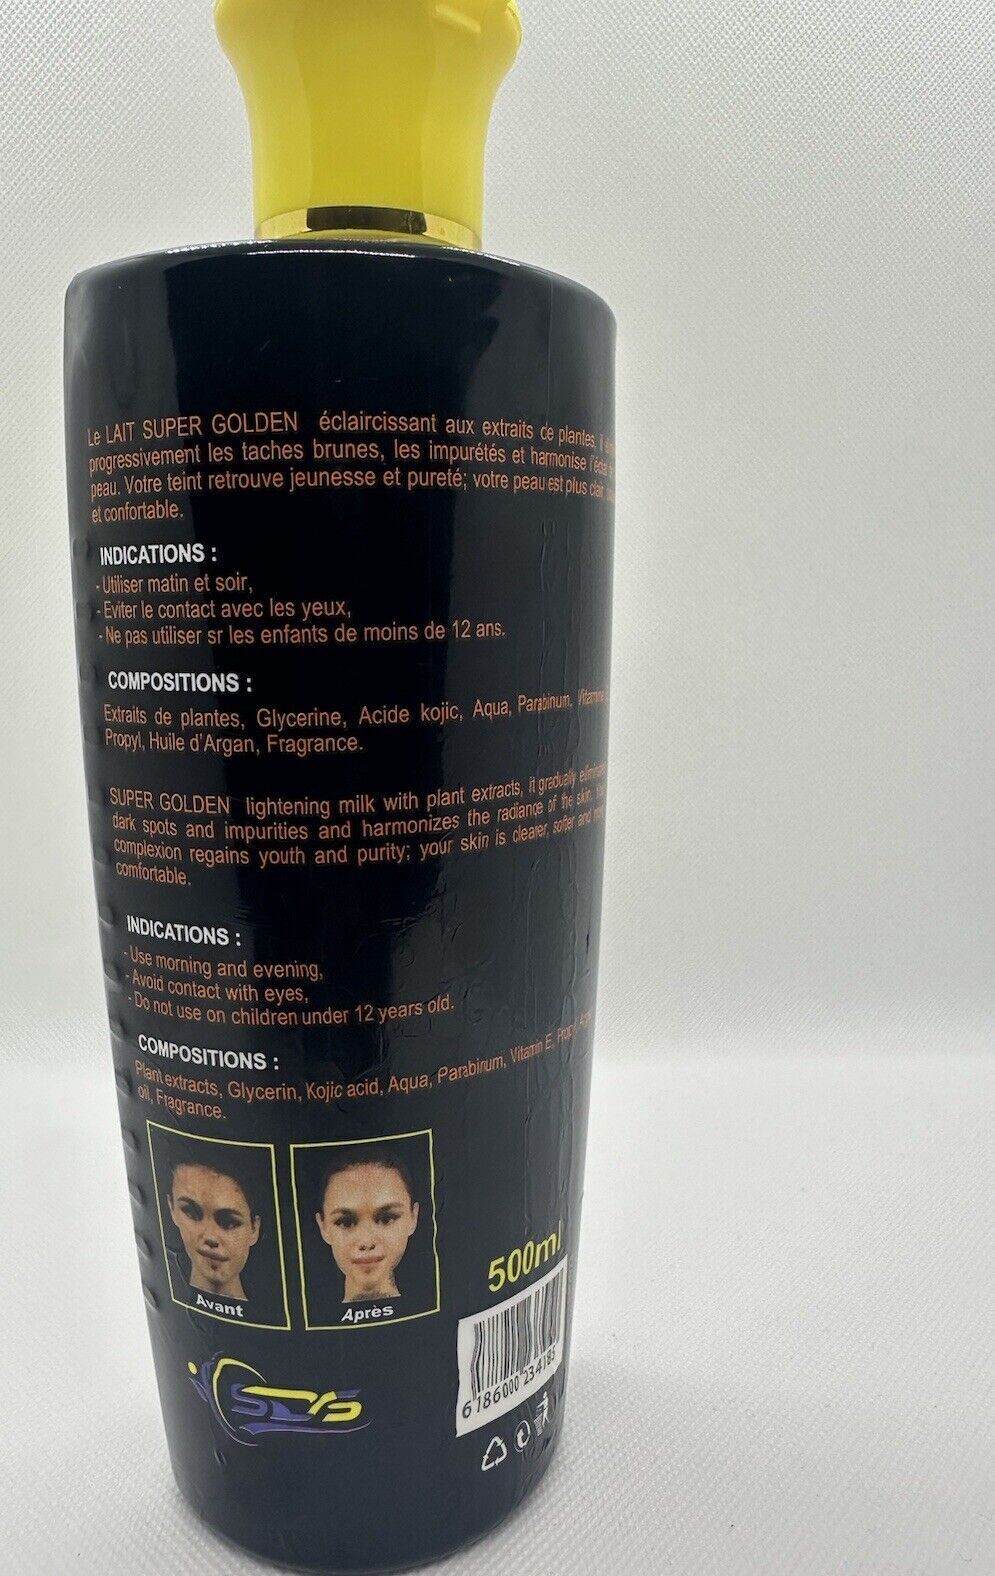 Le LAIT SUPER GOLDEN éclaircissant aux extraits de plantes,
progressivement les taches brunes, les impurétés et harmonise l'éclat
peau. Votre teint retrouve jeunesse et pureté; votre peau est plus clair
et confortable.
INDICATIONS :
- Utiliser matin et soir,
- Eviter le contact avec les yeux,
- Ne pas utiliser sr les enfants de moins de 12 ans.
COMPOSITIONS :
Extraits de plantes, Glycerine, Acide kojic, Aqua, Parabinum, Vitamine
Propyl, Huile d'Argan, Fragrance.
SUPER GOLDEN lightening milk with plant extracts, it gradually
dark spots and impurities and harmonizes the radiance of the skin.
complexion regains youth and purity; your skin is clearer, softer and
comfortable.
INDICATIONS :
- Use morning and evening,
- Avoid contact with eyes,
- Do not use on children under 12 years old.
COMPOSITIONS :
Plant extracts, Glycerin, Kojic acid, Aqua, Parabinum, Vitamin E, Propyl,
oil, Fragrance.
Avant
Après
500ml
6 186000 234183